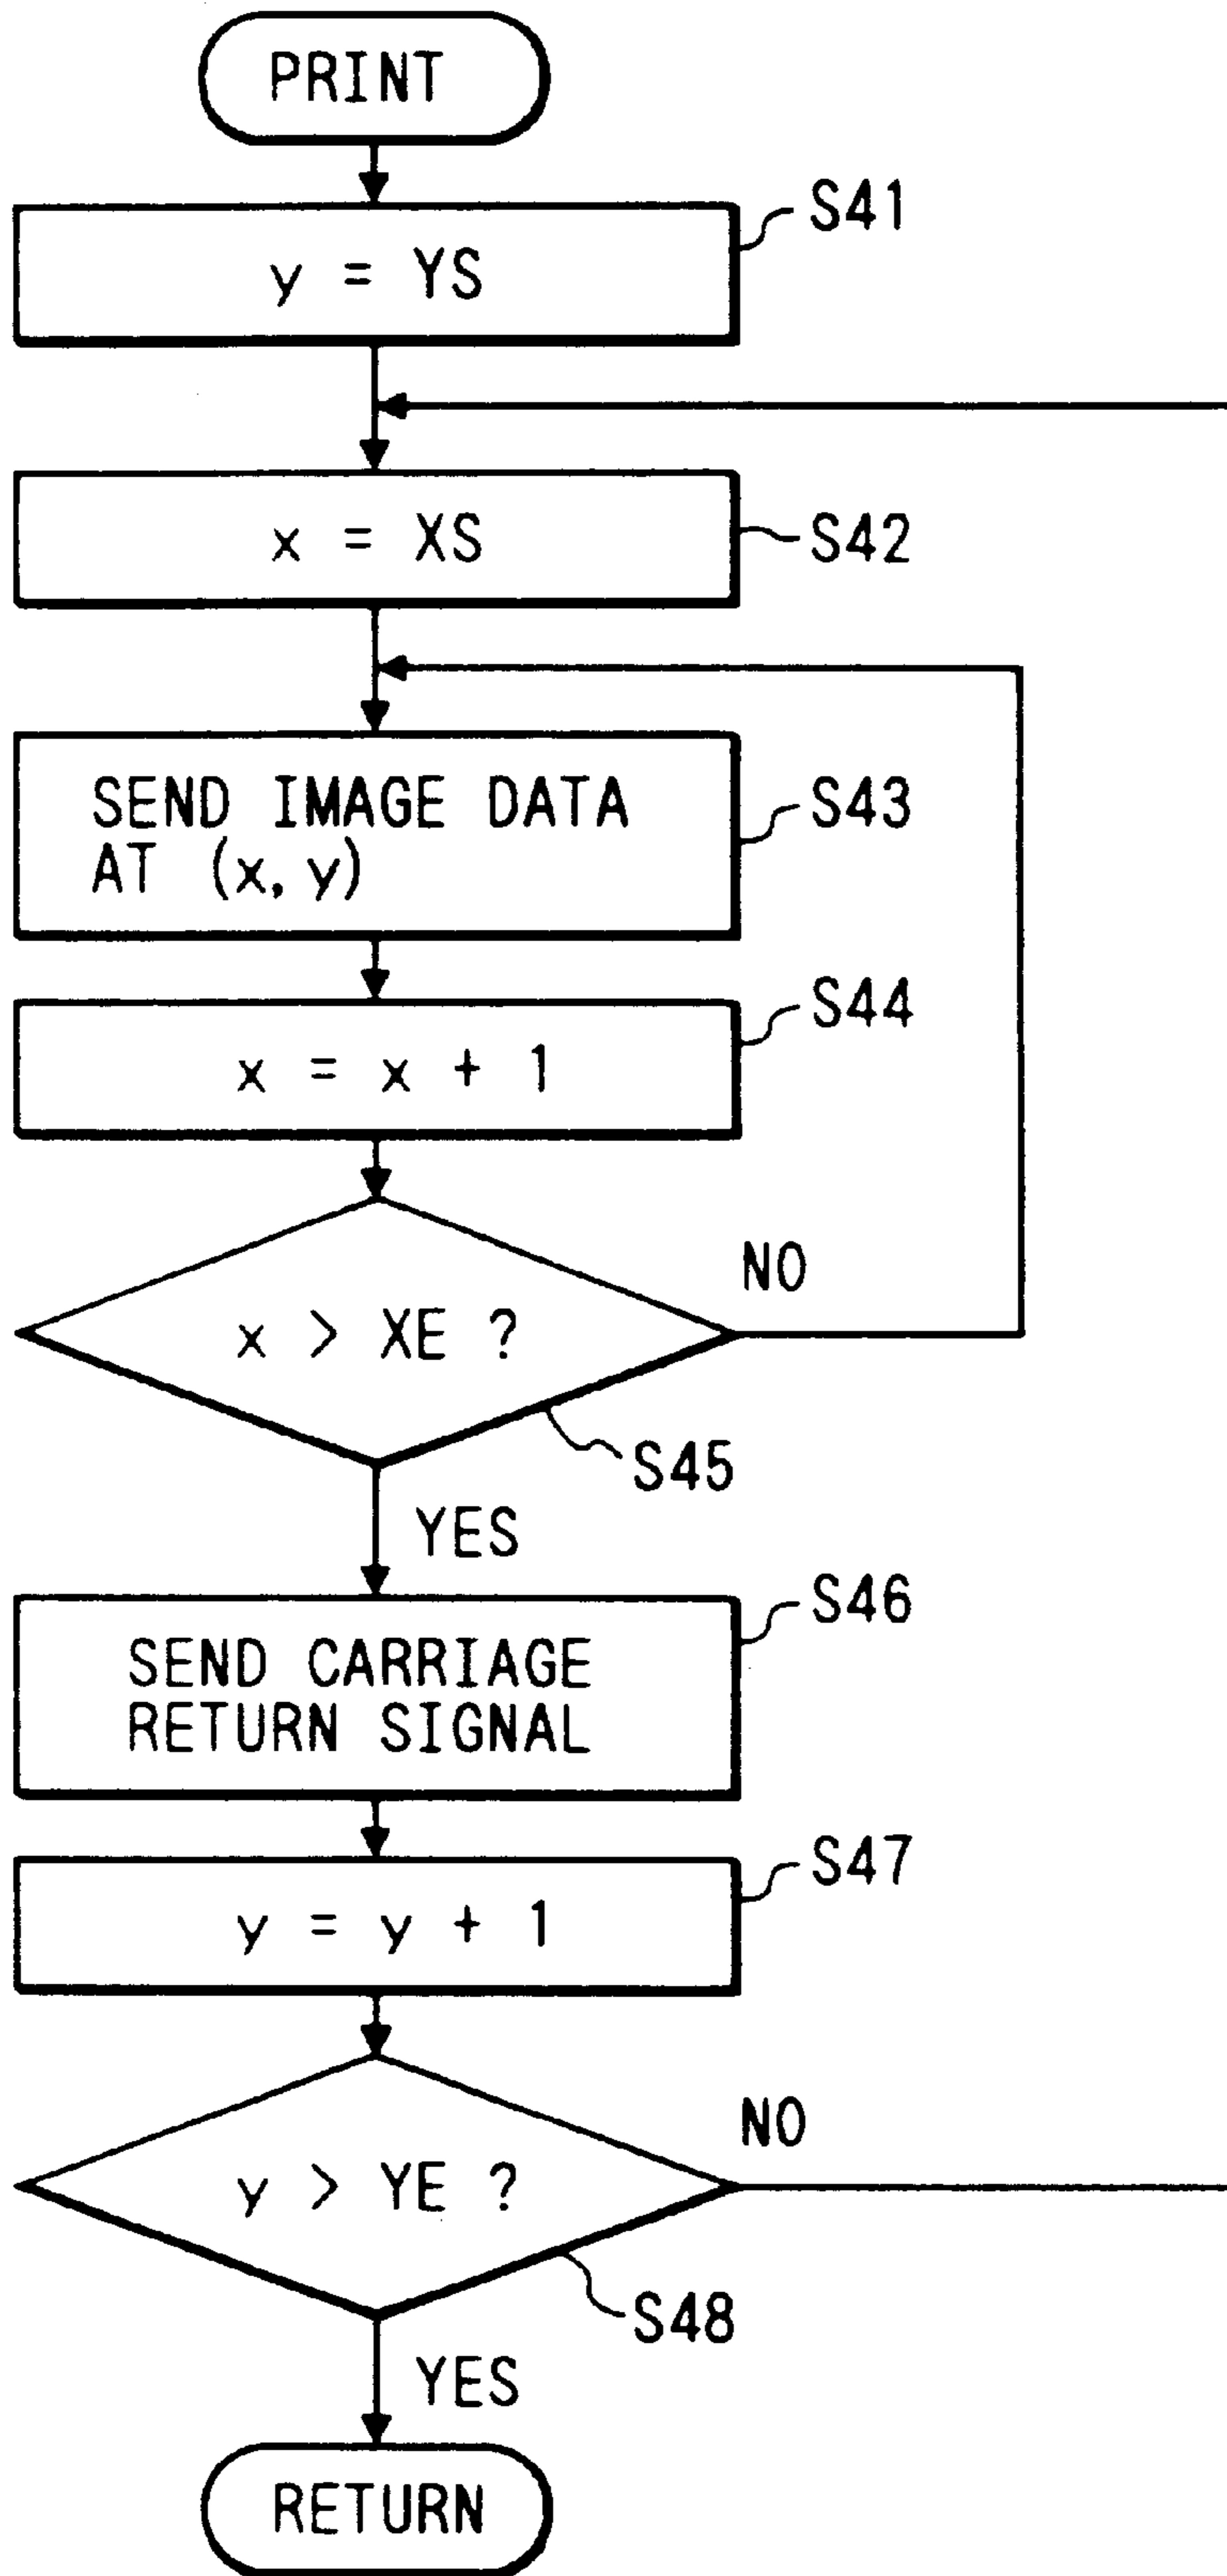 PRINT
S41
y = YS
x = XS
S42
SEND IMAGE DATA
AT (x, y)
S43
S44
x = x + 1
NO
x > XE ?
S45
YES
S46
SEND CARRIAGE
RETURN SIGNAL
S47
y = y + 1
NO
y > YE ?
S48
YES
RETURN